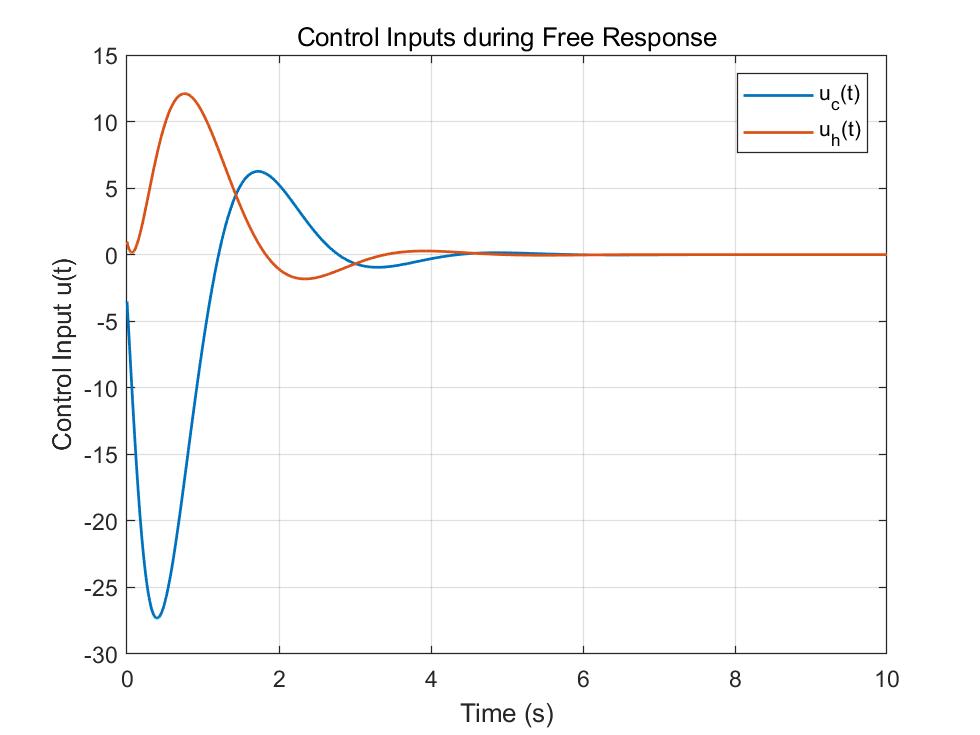 Control Inputs during Free Response
15
10
5
0
-5
-10
-15
-20
-25
-30
Control Input u(t)
u_c(t)
u_h(t)
0 2 4 6 8 10
Time (s)